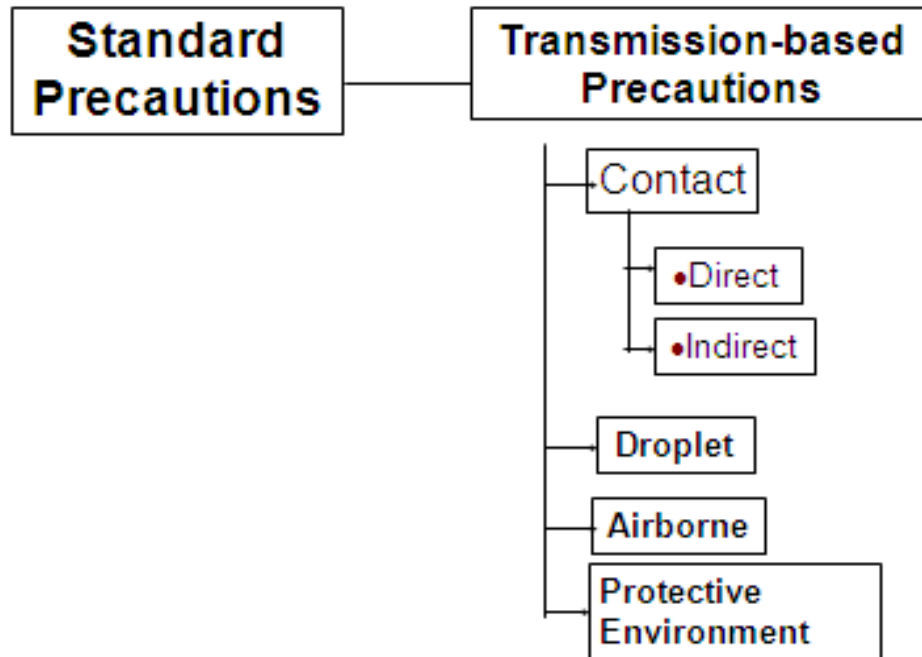 Standard
Precautions
Transmission-based
Precautions
Contact
•Direct
•Indirect
Droplet
Airborne
Protective
Environment